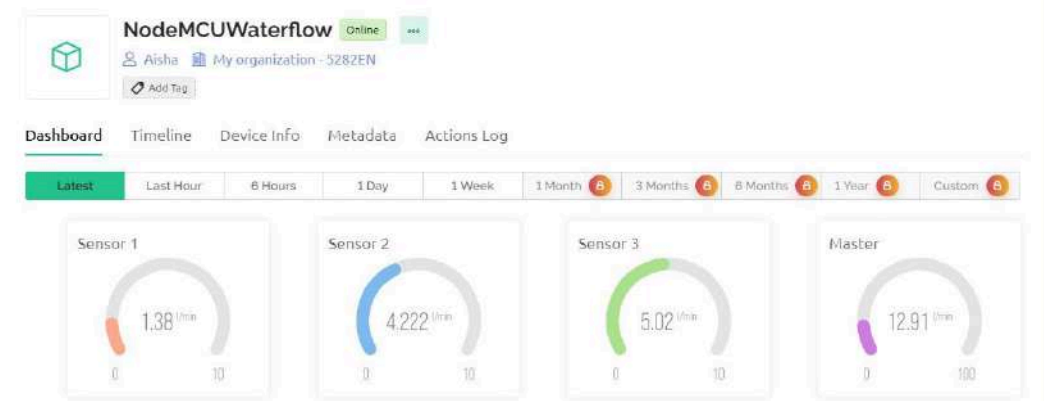 NodeMCUWaterflow Online
Aisha My organization - 5282EN
Add Tag
Dashboard Timeline Device Info Metadata Actions Log
Latest Last Hour 6 Hours 1 Day 1 Week 1 Month 3 Months 6 Months 1 Year Custom
Sensor 1 Sensor 2 Sensor 3 Master
1.38 l/min 4.222 l/min 5.02 l/min 12.91 l/min
0 10 0 10 0 10 0 100